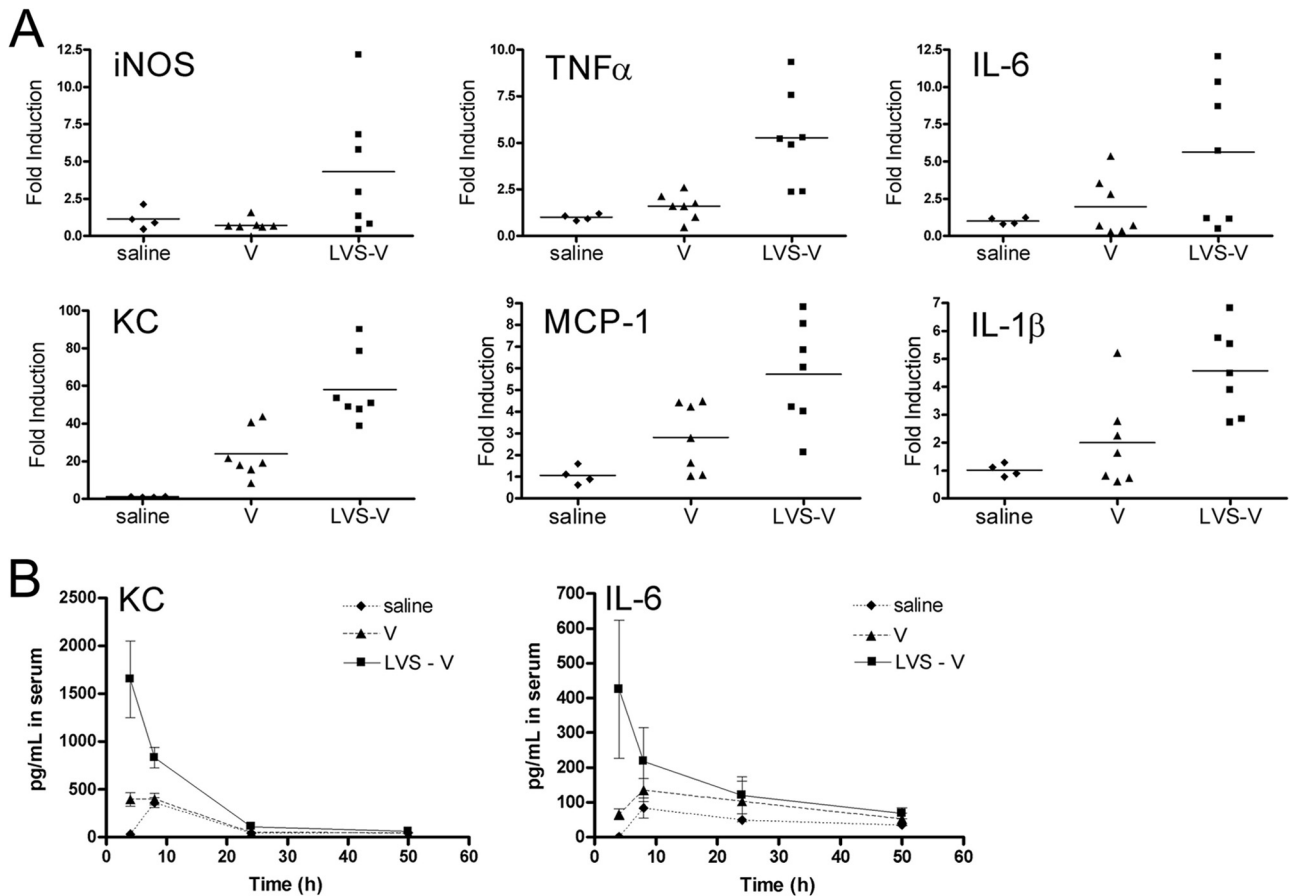 A
iNOS
Fold Induction
12.5
10.0
7.5
5.0
2.5
0.0
saline V LVS-V
TNFα
Fold Induction
10.0
7.5
5.0
2.5
0.0
saline V LVS-V
IL-6
Fold Induction
12.5
10.0
7.5
5.0
2.5
0.0
saline V LVS-V
KC
Fold Induction
100
80
60
40
20
0
saline V LVS-V
MCP-1
Fold Induction
9
8
7
6
5
4
3
2
1
0
saline V LVS-V
IL-1β
Fold Induction
7
6
5
4
3
2
1
0
saline V LVS-V
B
KC
pg/mL in serum
2500
2000
1500
1000
500
0
saline
V
LVS - V
0 10 20 30 40 50 60
Time (h)
IL-6
pg/mL in serum
700
600
500
400
300
200
100
0
saline
V
LVS - V
0 10 20 30 40 50 60
Time (h)